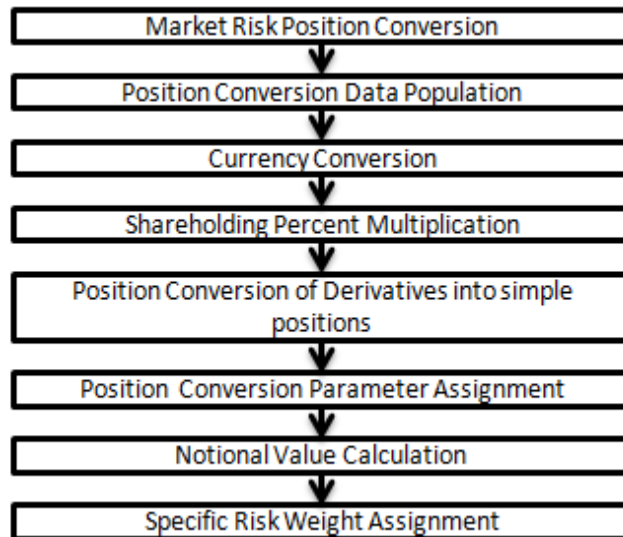 Market Risk Position Conversion
Position Conversion Data Population
Currency Conversion
Shareholding Percent Multiplication
Position Conversion of Derivatives into simple
positions
Position Conversion Parameter Assignment
Notional Value Calculation
Specific Risk Weight Assignment